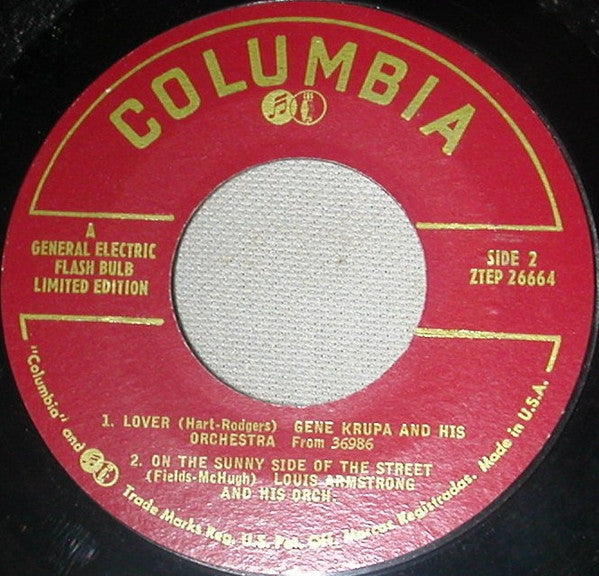 COLUMBIA
A
GENERAL ELECTRIC
FLASH BULB
LIMITED EDITION
SIDE 2
ZTEP 26664
1. LOVER (Hart-Rodgers) GENE KRUPA AND HIS
ORCHESTRA From 36986
2. ON THE SUNNY SIDE OF THE STREET
(Fields-McHugh) LOUIS ARMSTRONG
AND HIS ORCH.
"Columbia" and Trade Marks Reg. U.S. Pat. Off. Marcas Registradas. Made in U.S.A.